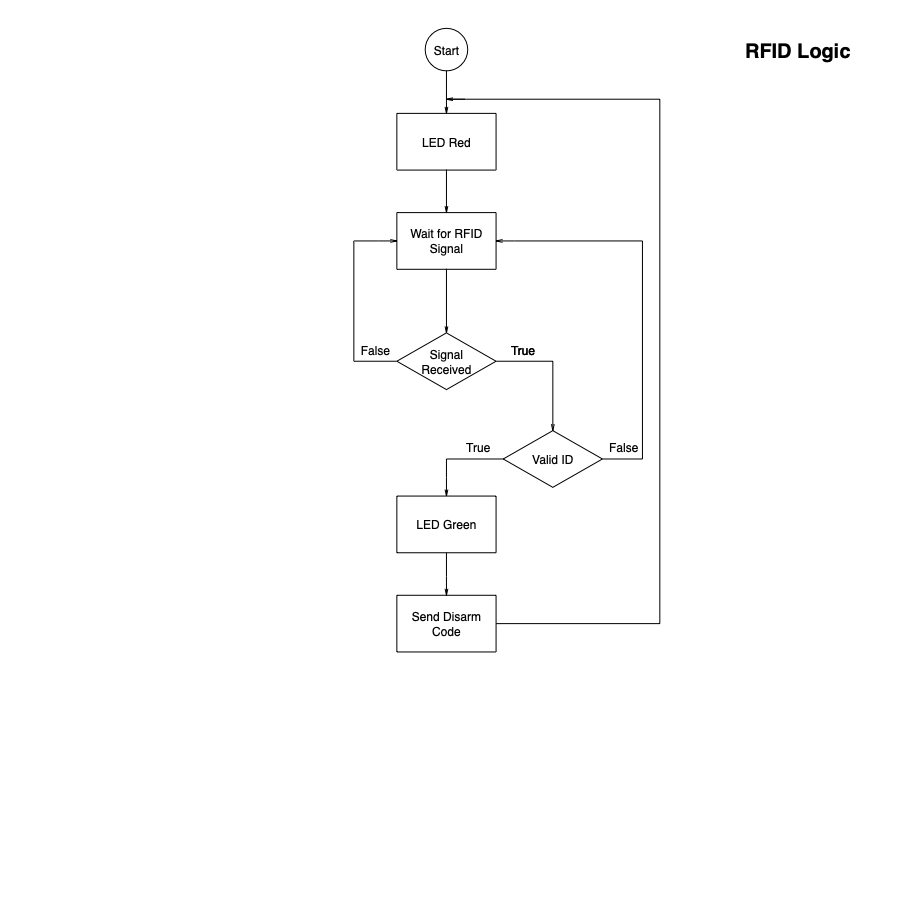 Start
RFID Logic
LED Red
Wait for RFID
Signal
False
Signal
Received
True
True
Valid ID
False
LED Green
Send Disarm
Code